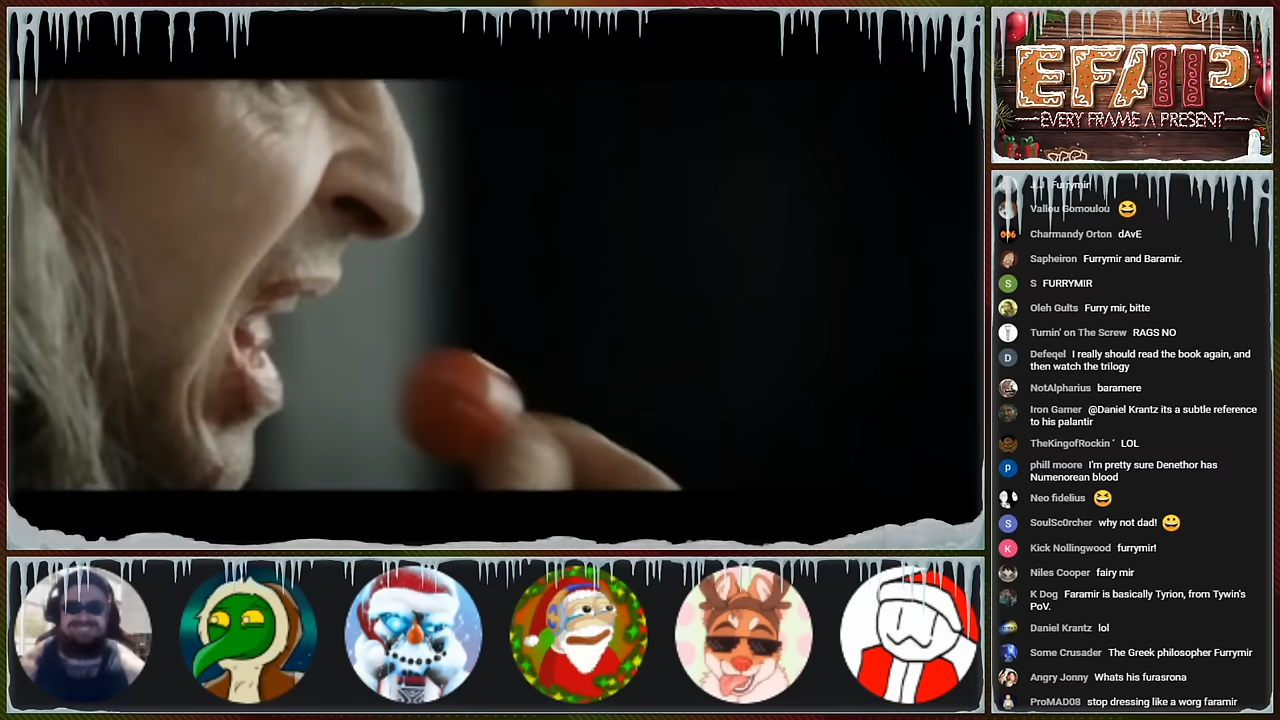 EFAP
EVERY FRAME A PRESENT
Furrymir
Vallou Gomoulou 😆
Charmandy Orton dAvE
Sapheiron Furrymir and Baramir.
S S FURRYMIR
Oleh Gults Furry mir, bitte
Turnin' on The Screw RAGS NO
D Defeqel I really should read the book again, and
then watch the trilogy
NotAlpharius baramere
Iron Gamer @Daniel Krantz its a subtle reference
to his palantir
TheKingofRockin ' LOL
P phill moore I'm pretty sure Denethor has
Numenorean blood
Neo fidelius 😆
S SoulSc0rcher why not dad! 😀
K Kick Nollingwood furrymir!
Niles Cooper fairy mir
K Dog Faramir is basically Tyrion, from Tywin's
PoV.
Daniel Krantz lol
Some Crusader The Greek philosopher Furrymir
Angry Jonny Whats his furasrona
ProMAD08 stop dressing like a worg faramir